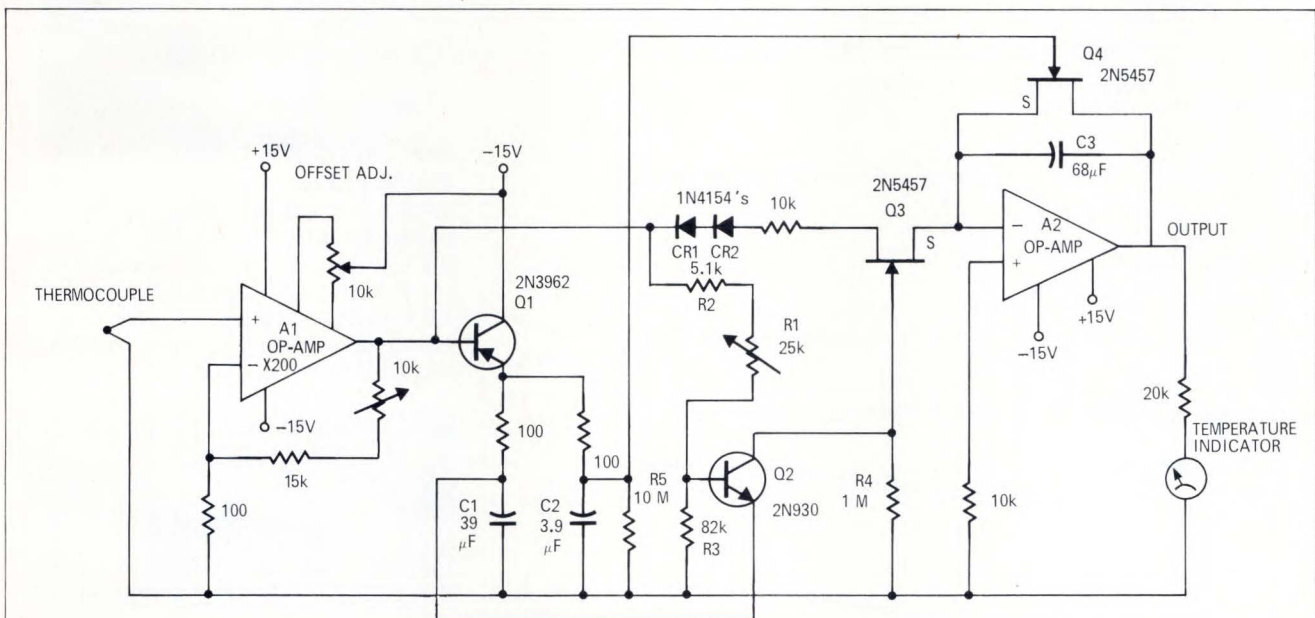 Q4
2N5457
S
C3
68µF
+15V
OFFSET ADJ.
-15V
1N4154's
10k
2N5457
Q3
S
CR1
CR2
5.1k
R2
-
A2
OP-AMP
+
OUTPUT
+15V
-15V
THERMOCOUPLE
10k
2N3962
Q1
+
A1
OP-AMP
- X200
10k
-15V
R1
25k
20k
TEMPERATURE
INDICATOR
15k
100
100
100
C1
39
µF
C2
3.9
µF
R5
10 M
82k
R3
Q2
2N930
R4
1 M
10k